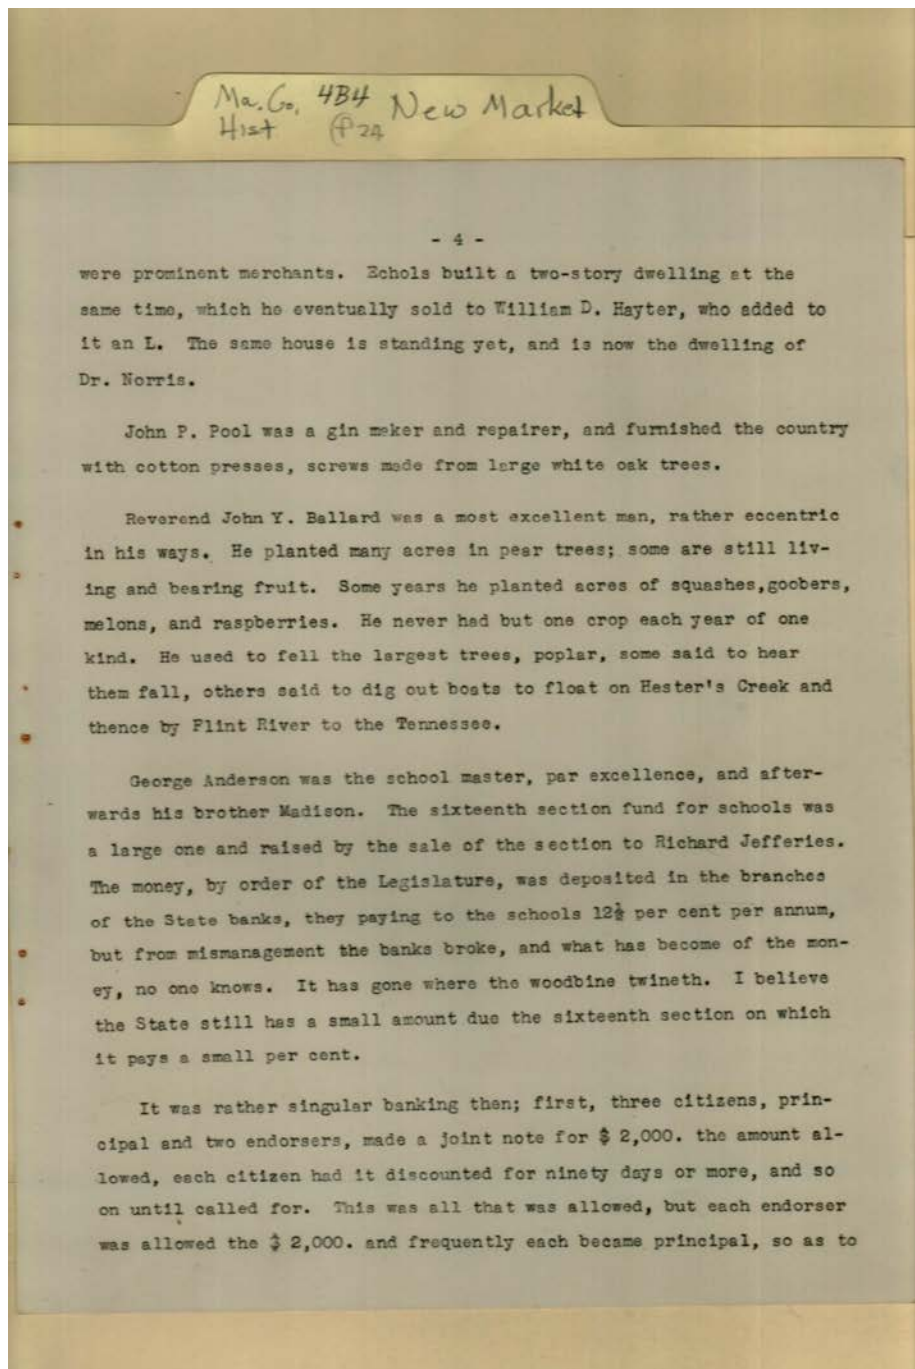 Ma. Co. 4B4 New Market
Hist (P24
- 4 -
were prominent merchants. Echols built a two-story dwelling at the
same time, which he eventually sold to William D. Hayter, who added to
it an L. The same house is standing yet, and is now the dwelling of
Dr. Norris.
John P. Pool was a gin maker and repairer, and furnished the country
with cotton presses, screws made from large white oak trees.
Reverend John Y. Ballard was a most excellent man, rather eccentric
in his ways. He planted many acres in pear trees; some are still liv-
ing and bearing fruit. Some years he planted acres of squashes,goobers,
melons, and raspberries. He never had but one crop each year of one
kind. He used to fell the largest trees, poplar, some said to hear
them fall, others said to dig out boats to float on Hester's Creek and
thence by Flint River to the Tennessee.
George Anderson was the school master, par excellence, and after-
wards his brother Madison. The sixteenth section fund for schools was
a large one and raised by the sale of the section to Richard Jefferies.
The money, by order of the Legislature, was deposited in the branches
of the State banks, they paying to the schools 12½ per cent per annum,
but from mismanagement the banks broke, and what has become of the mon-
ey, no one knows. It has gone where the woodbine twineth. I believe
the State still has a small amount due the sixteenth section on which
it pays a small per cent.
It was rather singular banking then; first, three citizens, prin-
cipal and two endorsers, made a joint note for $ 2,000. the amount al-
lowed, each citizen had it discounted for ninety days or more, and so
on until called for. This was all that was allowed, but each endorser
was allowed the $ 2,000. and frequently each became principal, so as to